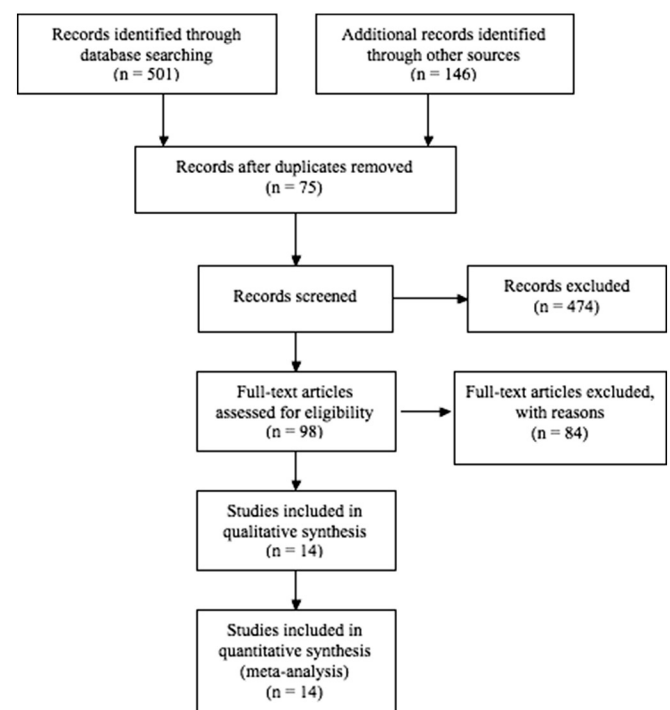 Records identified through
database searching
(n = 501)
Additional records identified
through other sources
(n = 146)
Records after duplicates removed
(n = 75)
Records screened
Records excluded
(n = 474)
Full-text articles
assessed for eligibility
(n = 98)
Full-text articles excluded,
with reasons
(n = 84)
Studies included in
qualitative synthesis
(n = 14)
Studies included in
quantitative synthesis
(meta-analysis)
(n = 14)